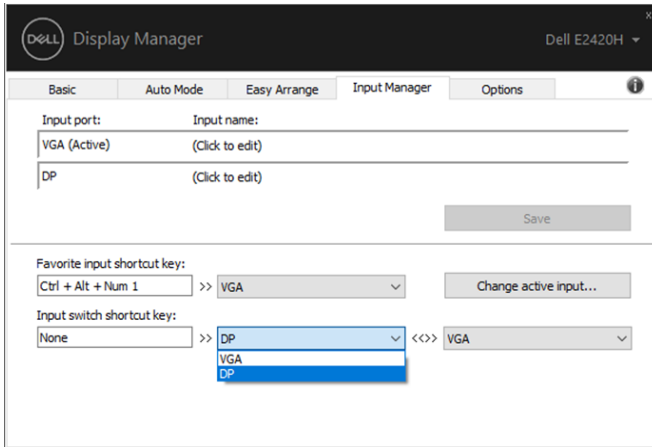 DELL Display Manager Dell E2420H
x
Basic Auto Mode Easy Arrange Input Manager Options i
Input port: Input name:
VGA (Active) (Click to edit)
DP (Click to edit)
Save
Favorite input shortcut key:
Ctrl + Alt + Num 1 >> VGA Change active input...
Input switch shortcut key:
None >> DP <<>> VGA
VGA
DP